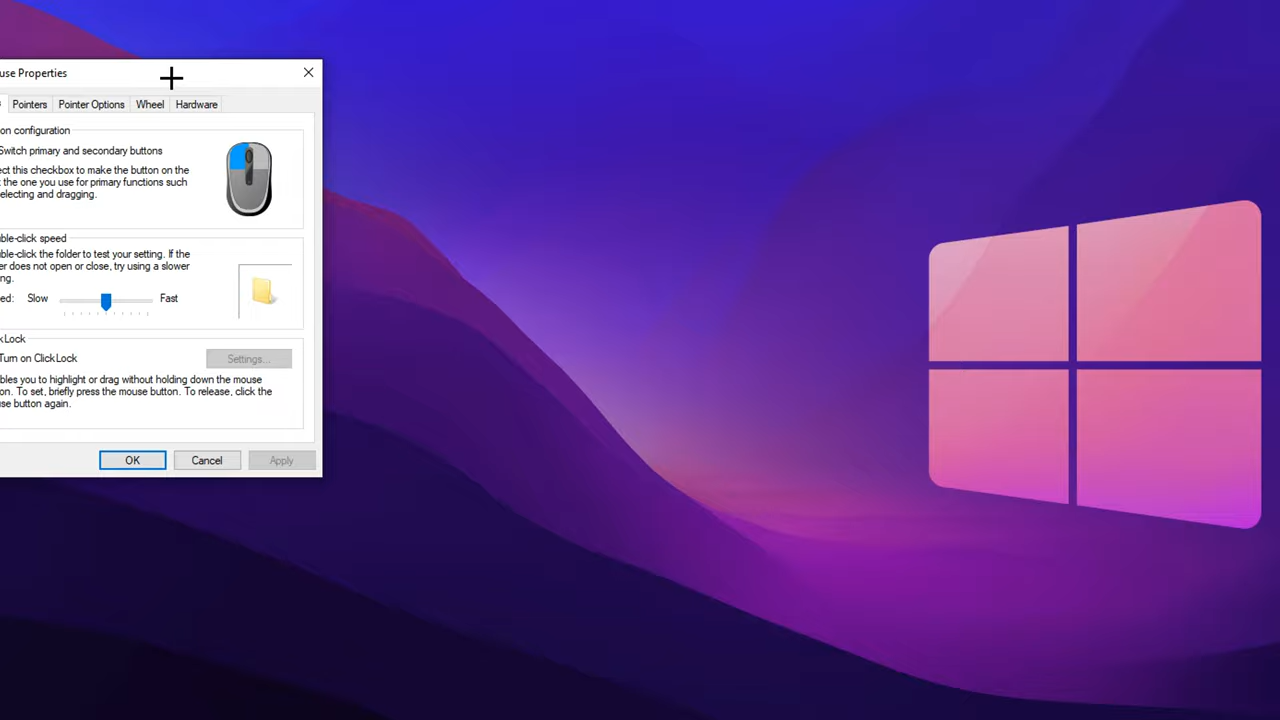 use Properties
Pointers
Pointer Options
Wheel
Hardware
on configuration
Switch primary and secondary buttons
ect this checkbox to make the button on the
t the one you use for primary functions such
electing and dragging.
ble-click speed
ble-click the folder to test your setting. If the
er does not open or close, try using a slower
ng.
ed:
Slow
Fast
kLock
Turn on ClickLock
Settings...
bles you to highlight or drag without holding down the mouse
on. To set, briefly press the mouse button. To release, click the
se button again.
OK
Cancel
Apply